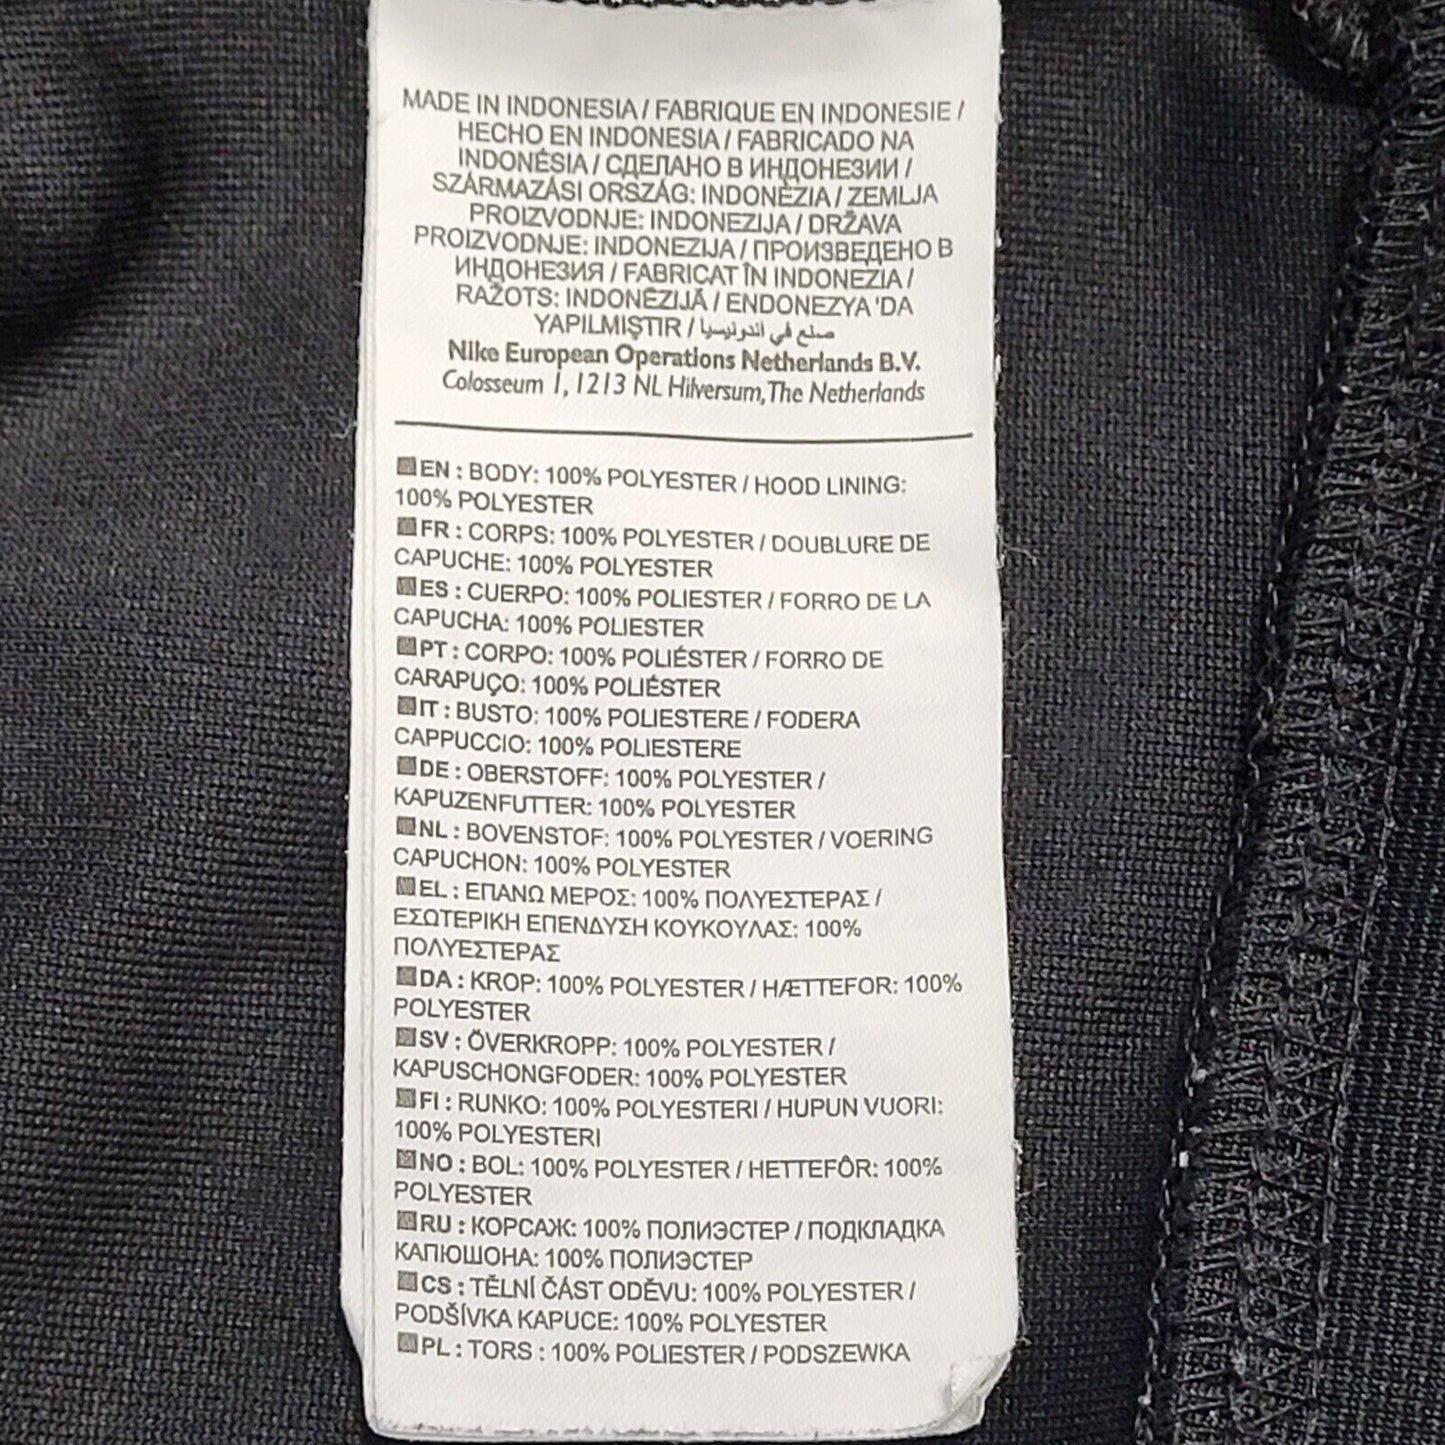 MADE IN INDONESIA / FABRIQUE EN INDONESIE /
HECHO EN INDONESIA / FABRICADO NA
INDONÉSIA / СДЕЛАНО В ИНДОНЕЗИИ /
SZÁRMAZÁSI ORSZÁG: INDONÉZIA / ZEMLJA
PROIZVODNJE: INDONEZIJA / DRŽAVA
PROIZVODNJE: INDONEZIJA / ПРОИЗВЕДЕНО В
ИНДОНЕЗИЯ / FABRICAT ÎN INDONEZIA /
RAŽOTS: INDONĒZIJĀ / ENDONEZYA 'DA
YAPILMIŞTIR / صنع في اندونيسيا
Nike European Operations Netherlands B.V.
Colosseum 1, 1213 NL Hilversum, The Netherlands
EN : BODY: 100% POLYESTER / HOOD LINING:
100% POLYESTER
FR : CORPS: 100% POLYESTER / DOUBLURE DE
CAPUCHE: 100% POLYESTER
ES : CUERPO: 100% POLIESTER / FORRO DE LA
CAPUCHA: 100% POLIESTER
PT : CORPO: 100% POLIÉSTER / FORRO DE
CARAPUÇO: 100% POLIÉSTER
IT : BUSTO: 100% POLIESTERE / FODERA
CAPPUCCIO: 100% POLIESTERE
DE : OBERSTOFF: 100% POLYESTER /
KAPUZENFUTTER: 100% POLYESTER
NL : BOVENSTOF: 100% POLYESTER / VOERING
CAPUCHON: 100% POLYESTER
EL : ΕΠΑΝΩ ΜΕΡΟΣ: 100% ΠΟΛΥΕΣΤΕΡΑΣ /
ΕΣΩΤΕΡΙΚΗ ΕΠΕΝΔΥΣΗ ΚΟΥΚΟΥΛΑΣ: 100%
ΠΟΛΥΕΣΤΕΡΑΣ
DA : KROP: 100% POLYESTER / HÆTTEFOR: 100%
POLYESTER
SV : ÖVERKROPP: 100% POLYESTER /
KAPUSCHONGFODER: 100% POLYESTER
FI : RUNKO: 100% POLYESTERI / HUPUN VUORI:
100% POLYESTERI
NO : BOL: 100% POLYESTER / HETTEFÔR: 100%
POLYESTER
RU : КОРСАЖ: 100% ПОЛИЭСТЕР / ПОДКЛАДКА
КАПЮШОНА: 100% ПОЛИЭСТЕР
CS : TĚLNÍ ČÁST ODĚVU: 100% POLYESTER /
PODŠÍVKA KAPUCE: 100% POLYESTER
PL : TORS : 100% POLIESTER / PODSZEWKA